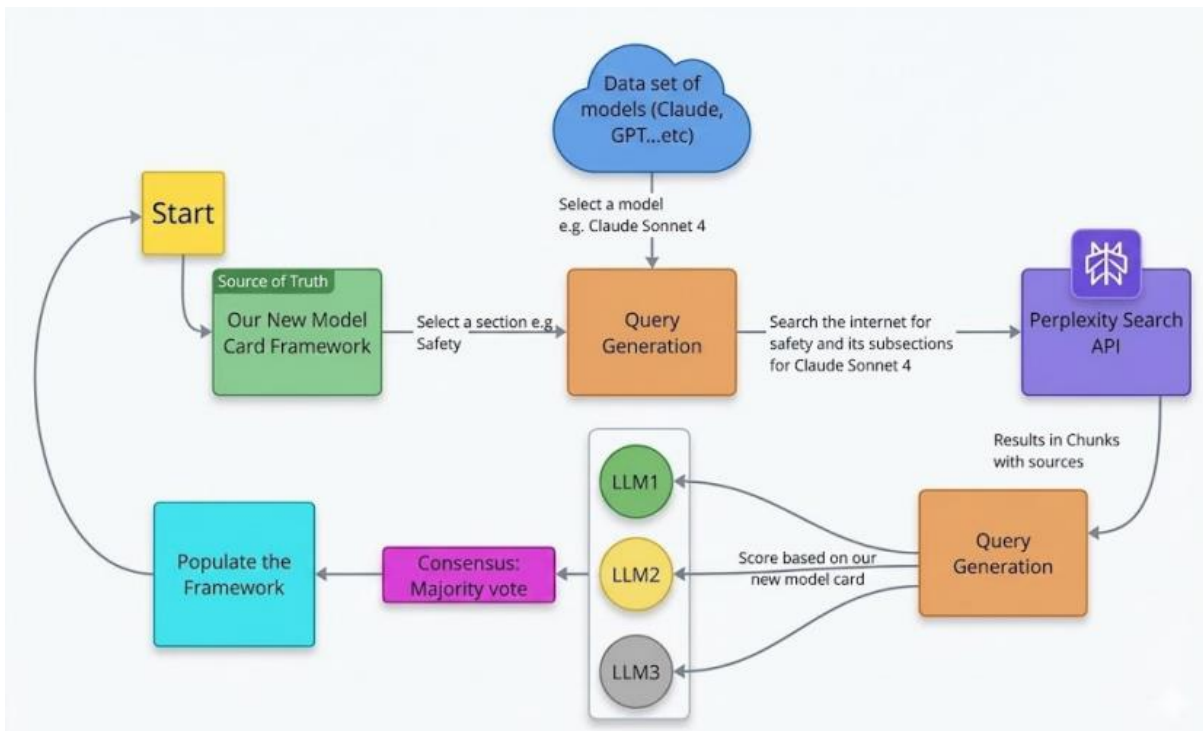 Data set of
models (Claude,
GPT...etc)
Select a model
e.g. Claude Sonnet 4
Start
Source of Truth
Our New Model
Card Framework
Select a section e.g
Safety
Query
Generation
Search the internet for
safety and its subsections
for Claude Sonnet 4
Perplexity Search
API
Results in Chunks
with sources
Query
Generation
Score based on our
new model card
LLM1
LLM2
LLM3
Consensus:
Majority vote
Populate the
Framework